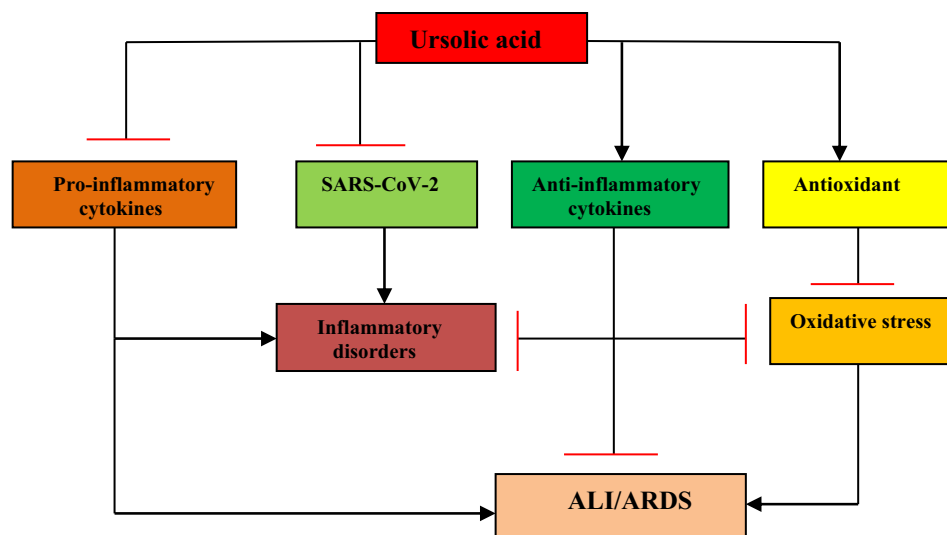 Ursolic acid
Pro-inflammatory
cytokines
SARS-CoV-2
Anti-inflammatory
cytokines
Antioxidant
Inflammatory
disorders
Oxidative stress
ALI/ARDS